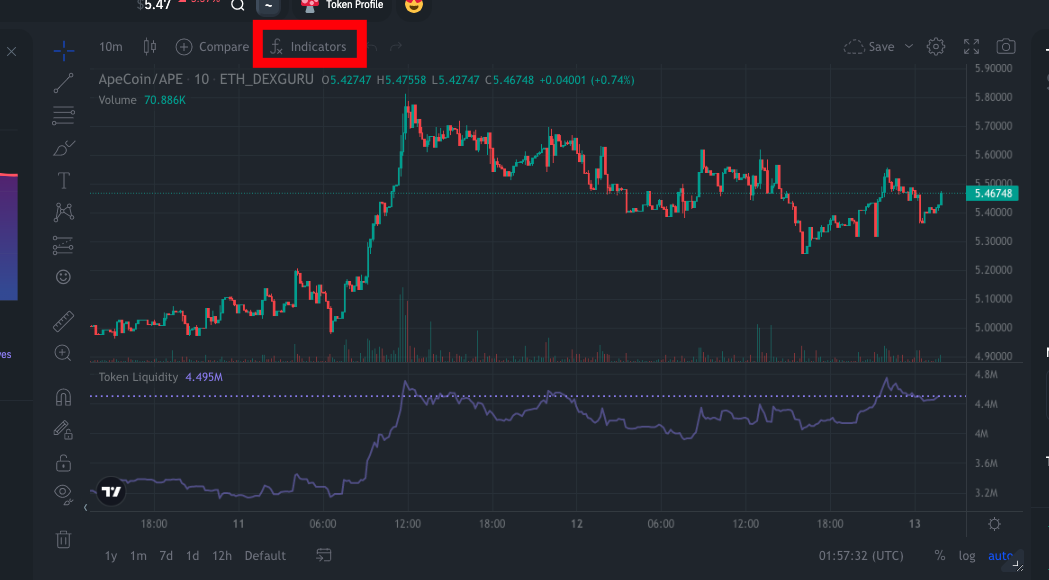 $5.47
5.57%
~
Token Profile
10m
Compare
Indicators
Save
ApeCoin/APE · 10 · ETH_DEXGURU O5.42747 H5.47558 L5.42747 C5.46748 +0.04001 (+0.74%)
Volume 70.886K
5.90000
5.80000
5.70000
5.60000
5.50000
5.46748
5.40000
5.30000
5.20000
5.10000
5.00000
4.90000
Token Liquidity 4.495M
4.8M
4.4M
4M
3.6M
3.2M
18:00
11
06:00
12:00
18:00
12
06:00
12:00
18:00
13
1y
1m
7d
1d
12h
Default
01:57:32 (UTC)
%
log
auto